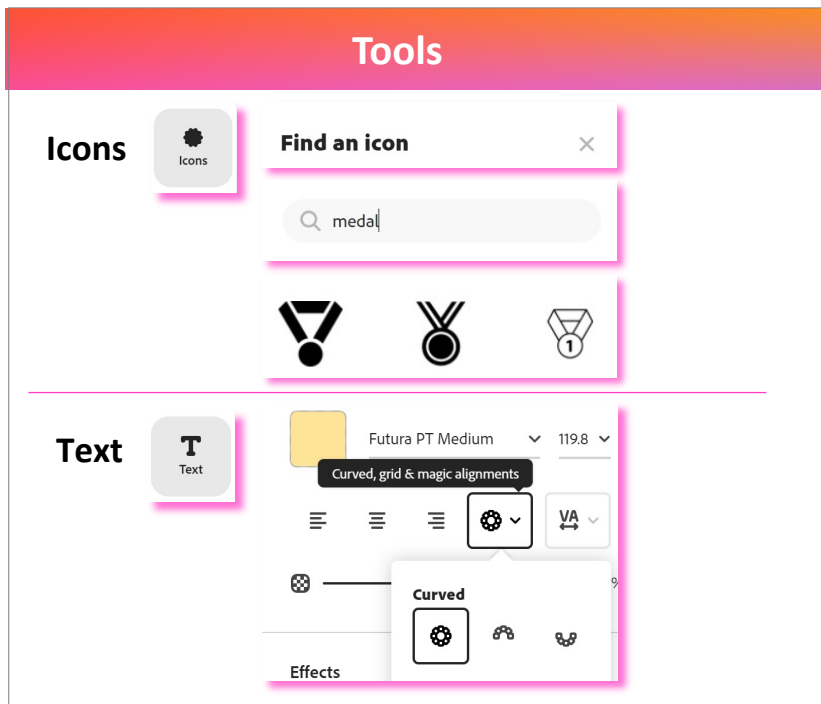 Tools
Icons
Icons
Find an icon
medal
1
Text
T
Text
Futura PT Medium
119.8
Curved, grid & magic alignments
VA
%
Curved
Effects